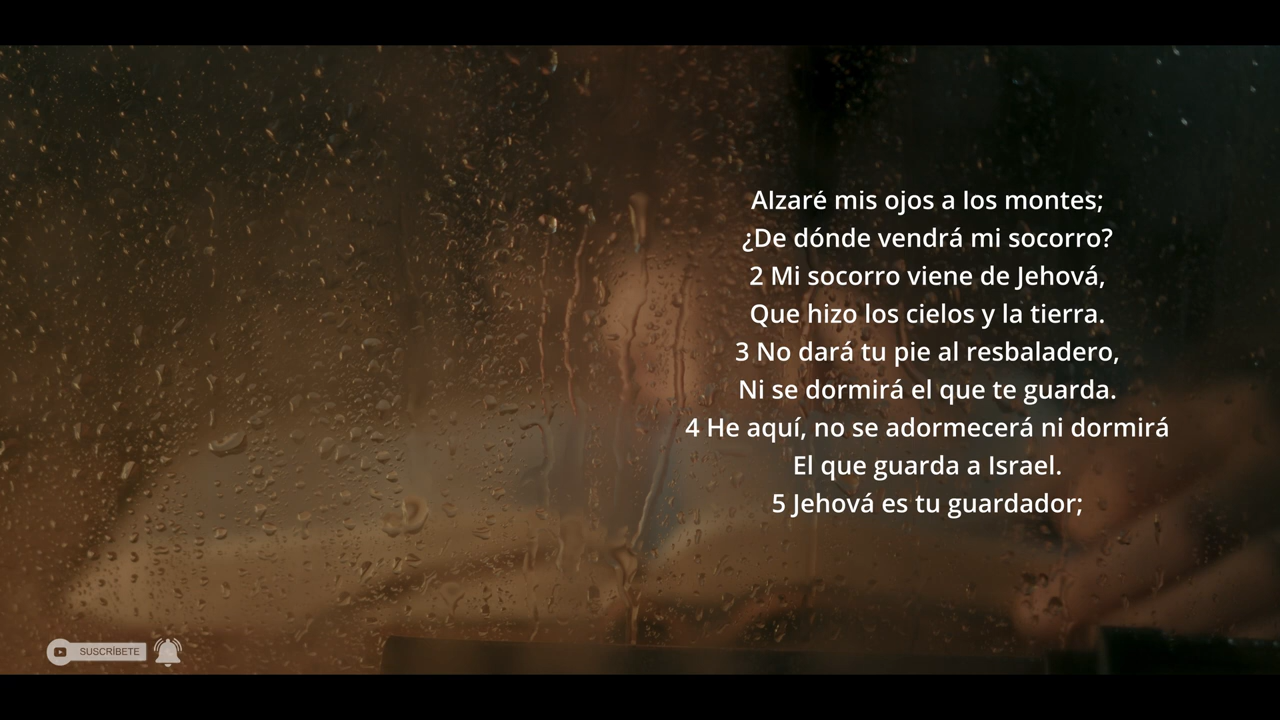 Alzaré mis ojos a los montes;
¿De dónde vendrá mi socorro?
2 Mi socorro viene de Jehová,
Que hizo los cielos y la tierra.
3 No dará tu pie al resbaladero,
Ni se dormirá el que te guarda.
4 He aquí, no se adormecerá ni dormirá
El que guarda a Israel.
5 Jehová es tu guardador;
SUSCRÍBETE